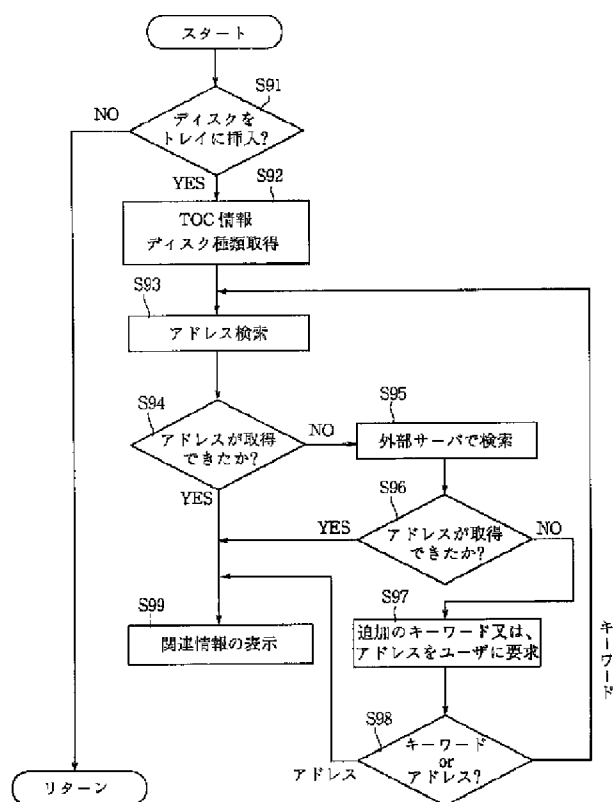 スタート
S91
NO
ディスクを
トレイに挿入?
YES
S92
TOC 情報
ディスク種類取得
S93
アドレス検索
S94
アドレスが取得
できたか?
NO
YES
S95
外部サーバで検索
S96
YES
アドレスが取得
できたか?
NO
S97
追加のキーワード又は、
アドレスをユーザに要求
S99
関連情報の表示
キーワード
S98
キーワード
or
アドレス?
アドレス
リターン